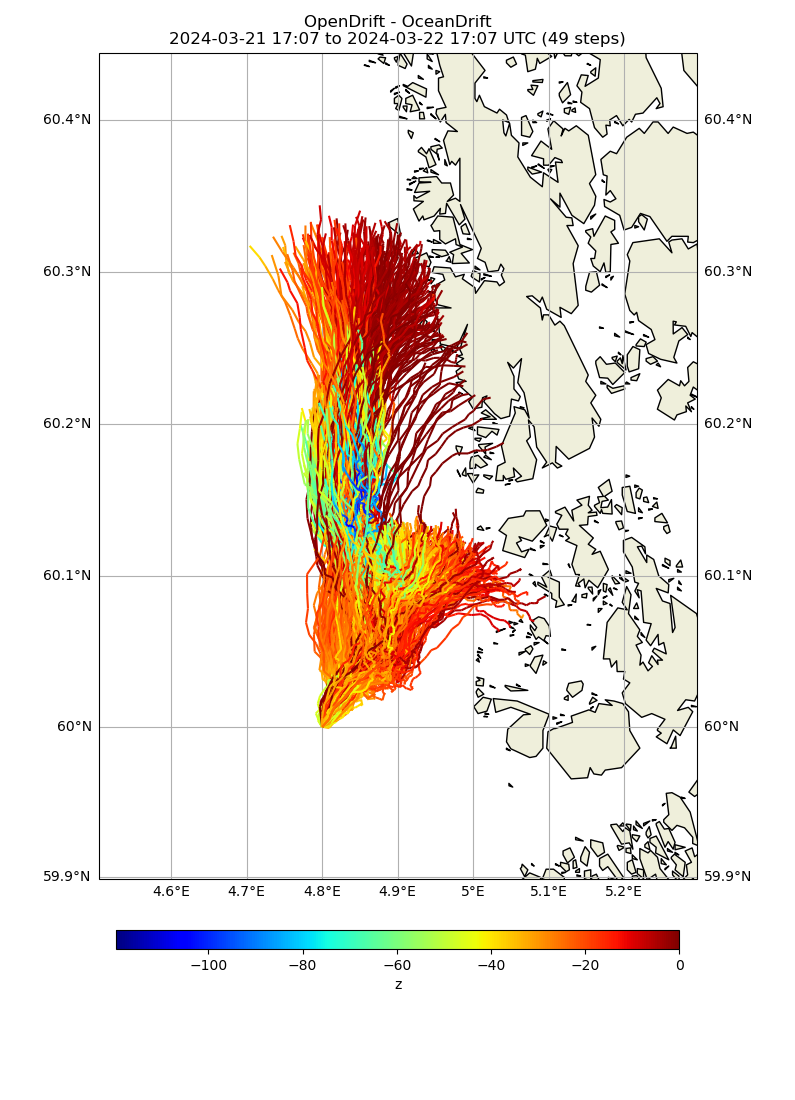 OpenDrift - OceanDrift
2024-03-21 17:07 to 2024-03-22 17:07 UTC (49 steps)
60.4°N 60.4°N
60.3°N 60.3°N
60.2°N 60.2°N
60.1°N 60.1°N
60°N 60°N
59.9°N 59.9°N
4.6°E 4.7°E 4.8°E 4.9°E 5°E 5.1°E 5.2°E
−100 −80 −60 −40 −20 0
z